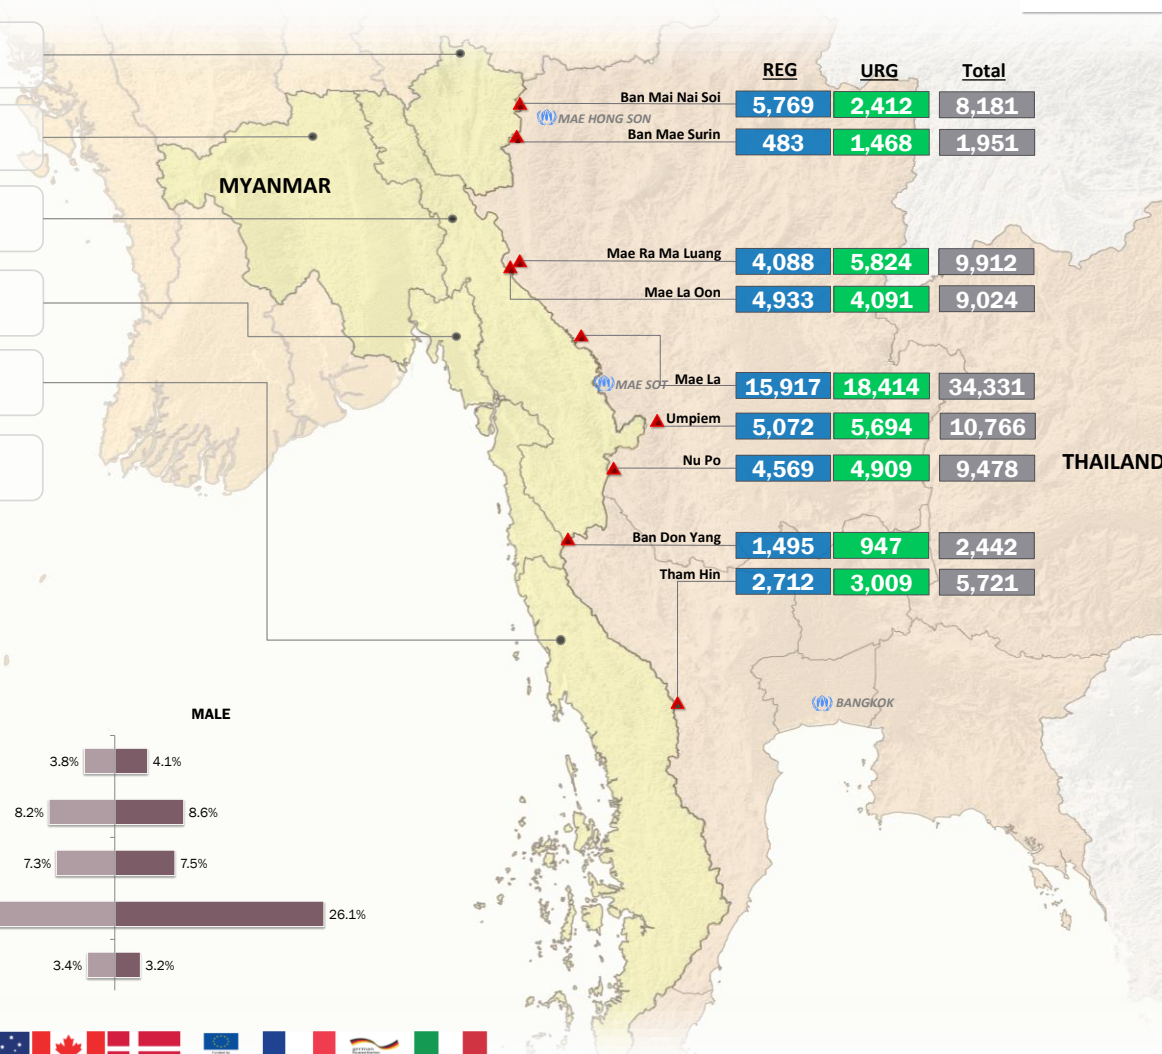 REG URG Total
Ban Mai Nai Soi 5,769 2,412 8,181
MAE HONG SON
Ban Mae Surin 483 1,468 1,951
MYANMAR
Mae Ra Ma Luang 4,088 5,824 9,912
Mae La Oon 4,933 4,091 9,024
MAE SOT
Mae La 15,917 18,414 34,331
Umpiem 5,072 5,694 10,766
Nu Po 4,569 4,909 9,478
THAILAND
Ban Don Yang 1,495 947 2,442
Tham Hin 2,712 3,009 5,721
BANGKOK
MALE
3.8% 4.1%
8.2% 8.6%
7.3% 7.5%
26.1%
3.4% 3.2%